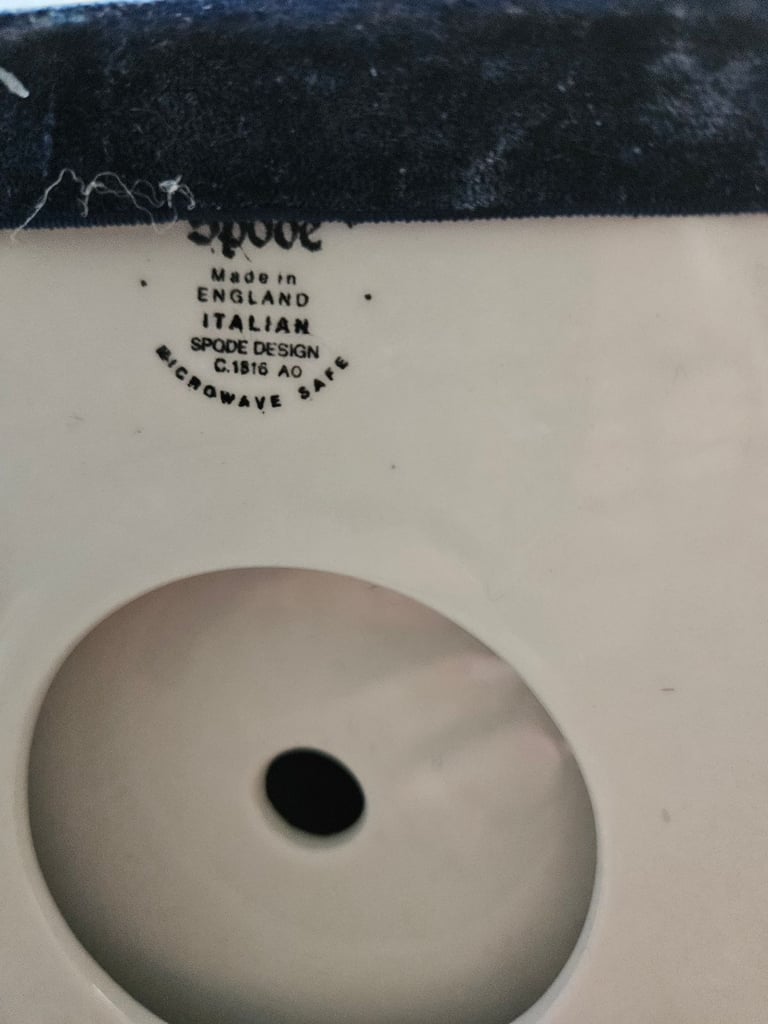 Spode
Made in
ENGLAND
ITALIAN
SPODE DESIGN
C.1816 AO
MICROWAVE SAFE